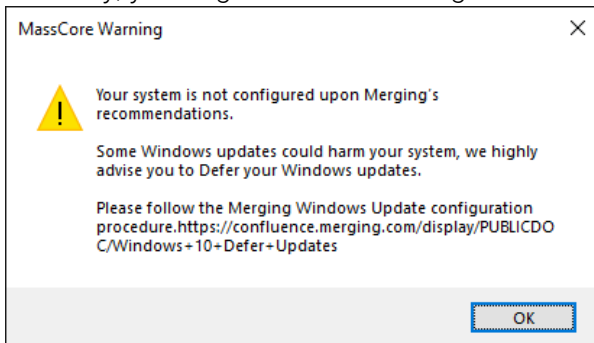 MassCore Warning
Your system is not configured upon Merging's
recommendations.
Some Windows updates could harm your system, we highly
advise you to Defer your Windows updates.
Please follow the Merging Windows Update configuration
procedure.https://confluence.merging.com/display/PUBLICDO
C/Windows+10+Defer+Updates
OK